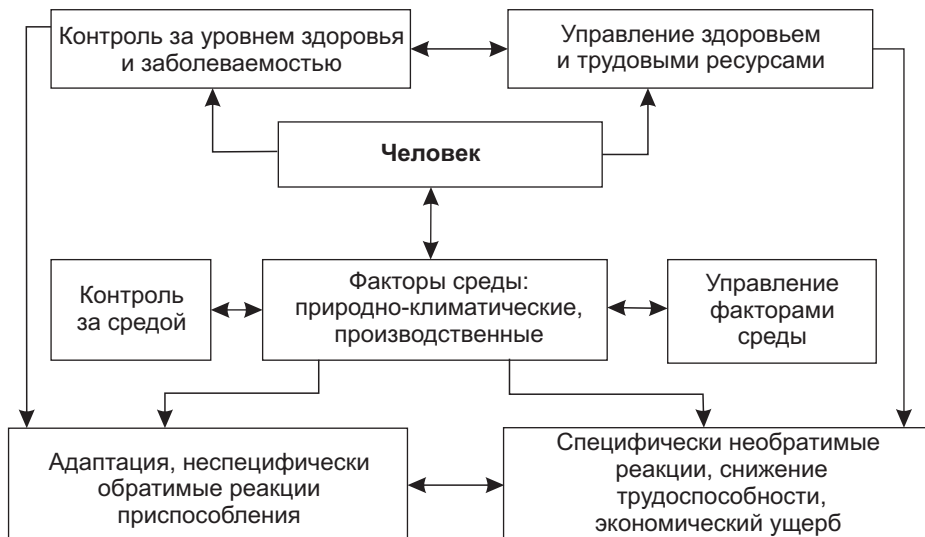 Контроль за уровнем здоровья
и заболеваемостью
Управление здоровьем
и трудовыми ресурсами
Человек
Контроль
за средой
Факторы среды:
природно-климатические,
производственные
Управление
факторами
среды
Адаптация, неспецифически
обратимые реакции
приспособления
Специфически необратимые
реакции, снижение
трудоспособности,
экономический ущерб